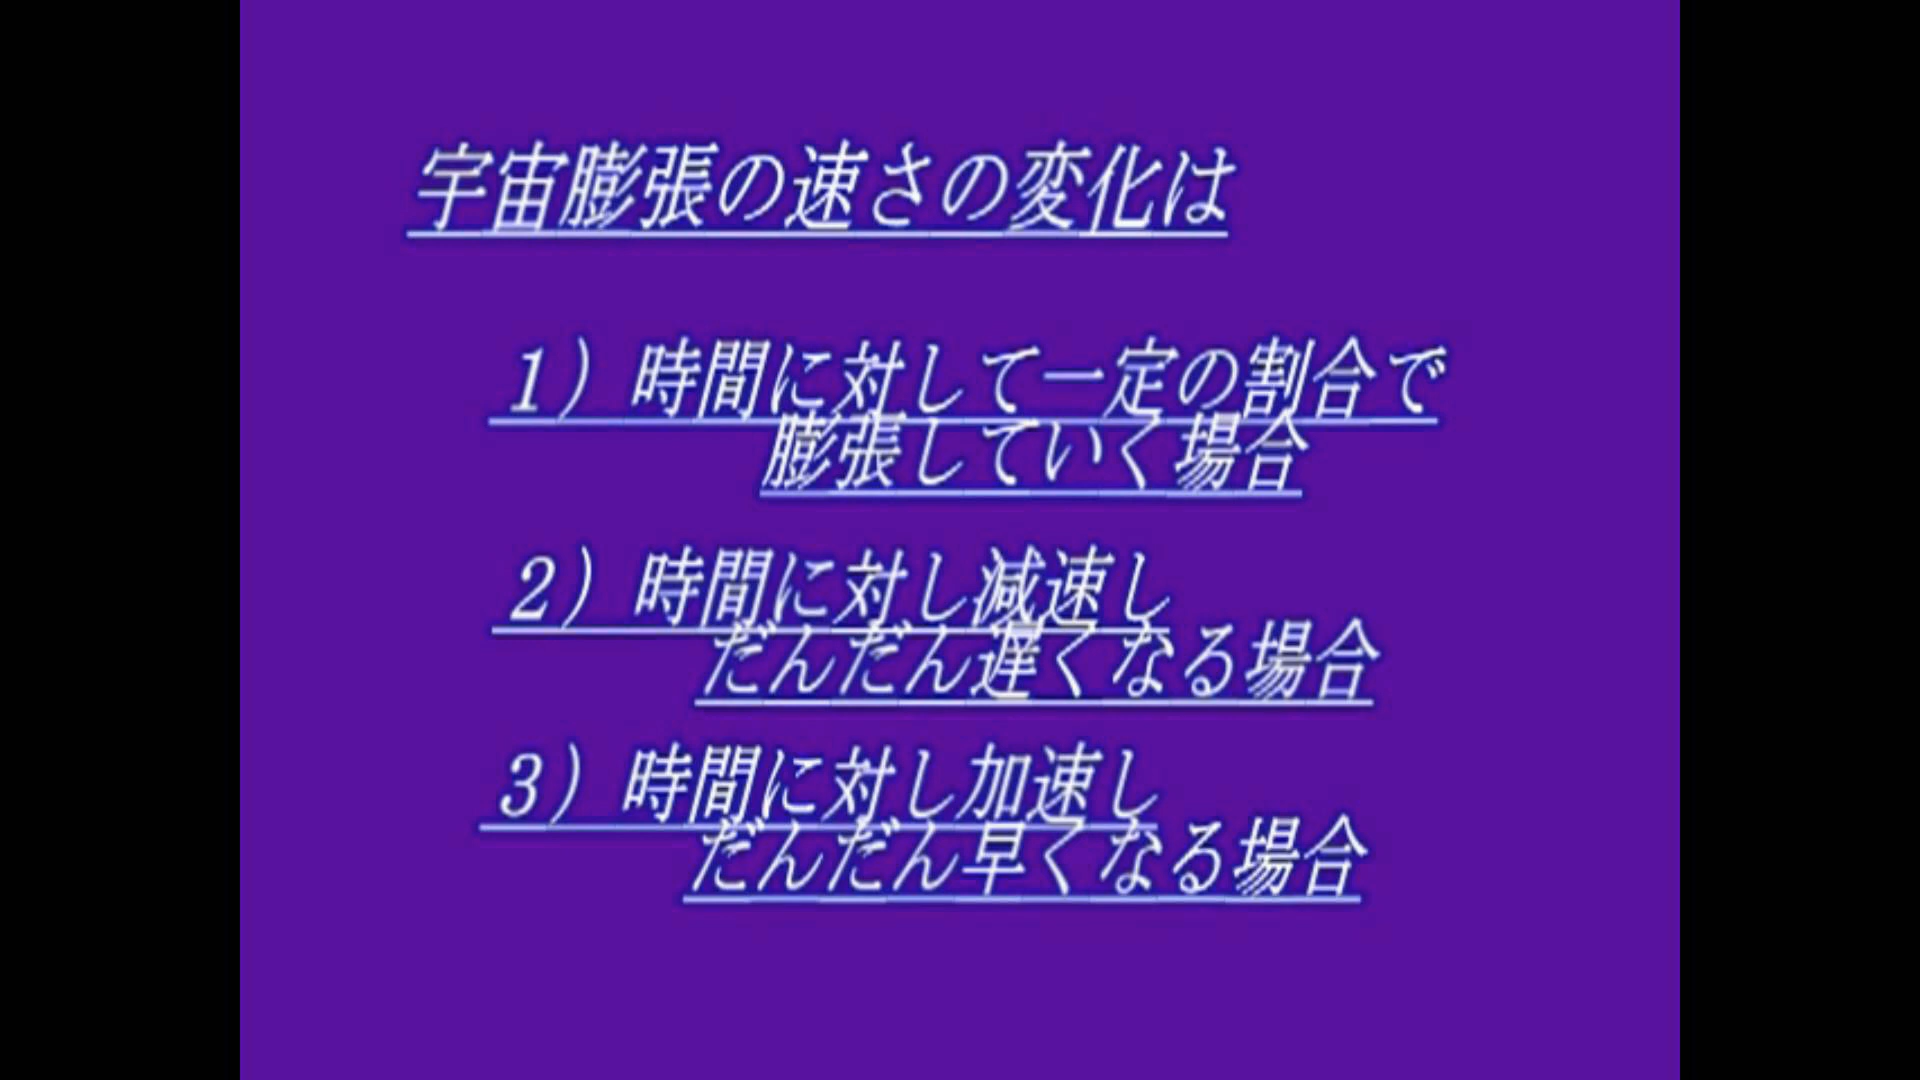 宇宙膨張の速さの変化は
１）時間に対して一定の割合で
膨張していく場合
２）時間に対し減速し
だんだん遅くなる場合
３）時間に対し加速し
だんだん早くなる場合